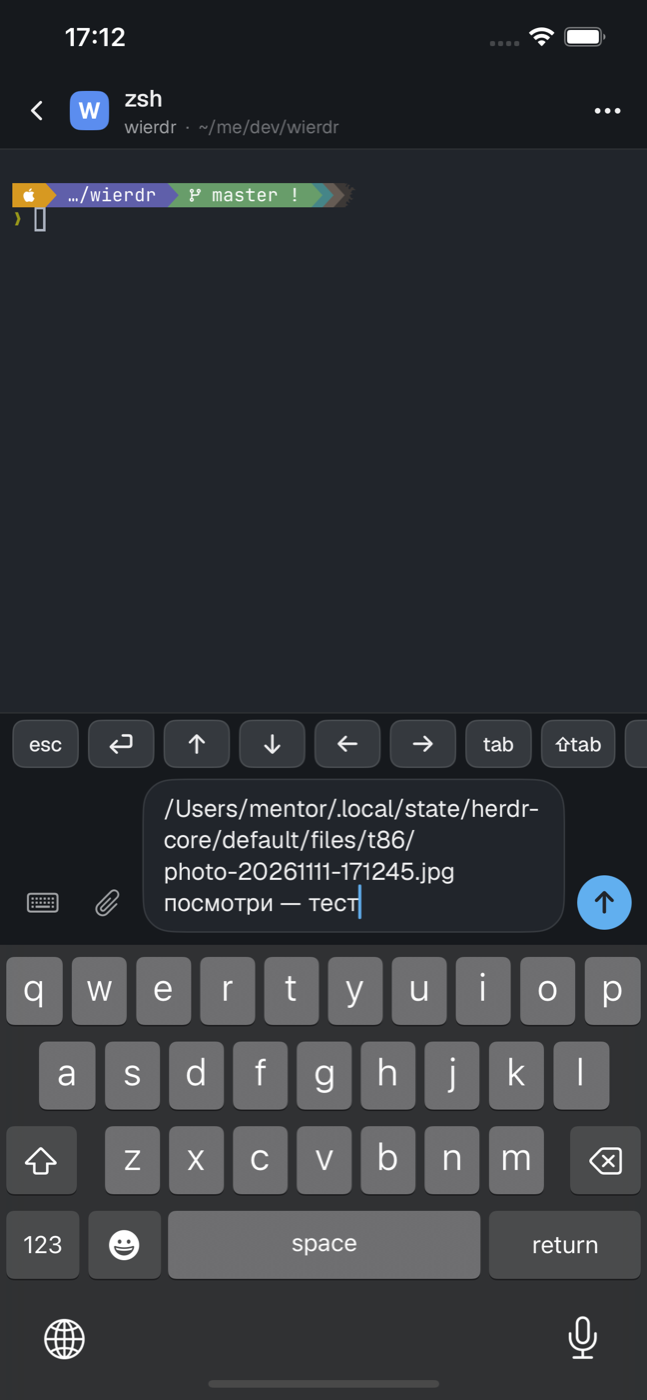 17:12
W
zsh
wierdr · ~/me/dev/wierdr
…/wierdr master !
❯
esc
tab
⇧tab
/Users/mentor/.local/state/herdr-
core/default/files/t86/
photo-20261111-171245.jpg
посмотри — тест
q w e r t y u i o p
a s d f g h j k l
z x c v b n m
123 space return